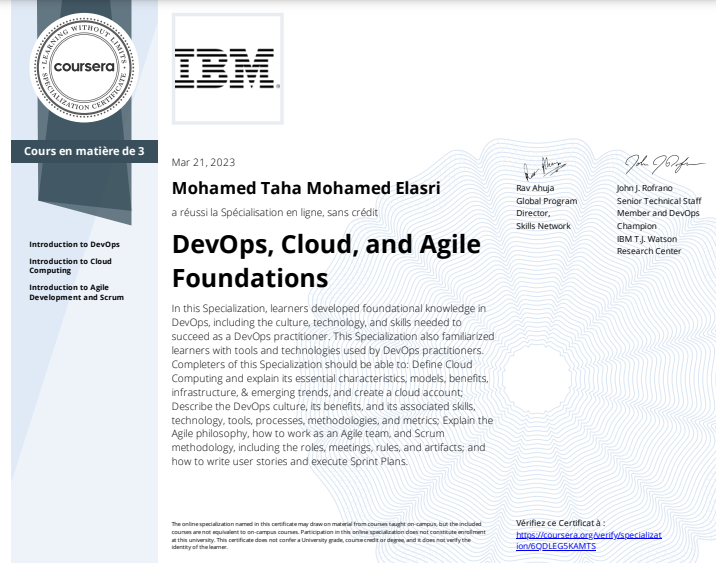 LEARNING WITHOUT LIMITS
coursera
SPECIALIZATION CERTIFICATE
IBM
Cours en matière de 3
Introduction to DevOps
Introduction to Cloud
Computing
Introduction to Agile
Development and Scrum
Mar 21, 2023
Mohamed Taha Mohamed Elasri
a réussi la Spécialisation en ligne, sans crédit
DevOps, Cloud, and Agile
Foundations
In this Specialization, learners developed foundational knowledge in
DevOps, including the culture, technology, and skills needed to
succeed as a DevOps practitioner. This Specialization also familiarized
learners with tools and technologies used by DevOps practitioners.
Completers of this Specialization should be able to: Define Cloud
Computing and explain its essential characteristics, models, benefits,
infrastructure, & emerging trends, and create a cloud account;
Describe the DevOps culture, its benefits, and its associated skills,
technology, tools, processes, methodologies, and metrics; Explain the
Agile philosophy, how to work as an Agile team, and Scrum
methodology, including the roles, meetings, rules, and artifacts; and
how to write user stories and execute Sprint Plans.
Rav Ahuja
Global Program
Director,
Skills Network
John J. Rofrano
Senior Technical Staff
Member and DevOps
Champion
IBM T.J. Watson
Research Center
The online specialization named in this certificate may draw on material from courses taught on-campus, but the included
courses are not equivalent to on-campus courses. Participation in this online specialization does not constitute enrollment
at this university. This certificate does not confer a University grade, course credit or degree, and it does not verify the
identity of the learner.
Vérifiez ce Certificat à :
https://coursera.org/verify/specializat
ion/6QDLEG5KAMTS